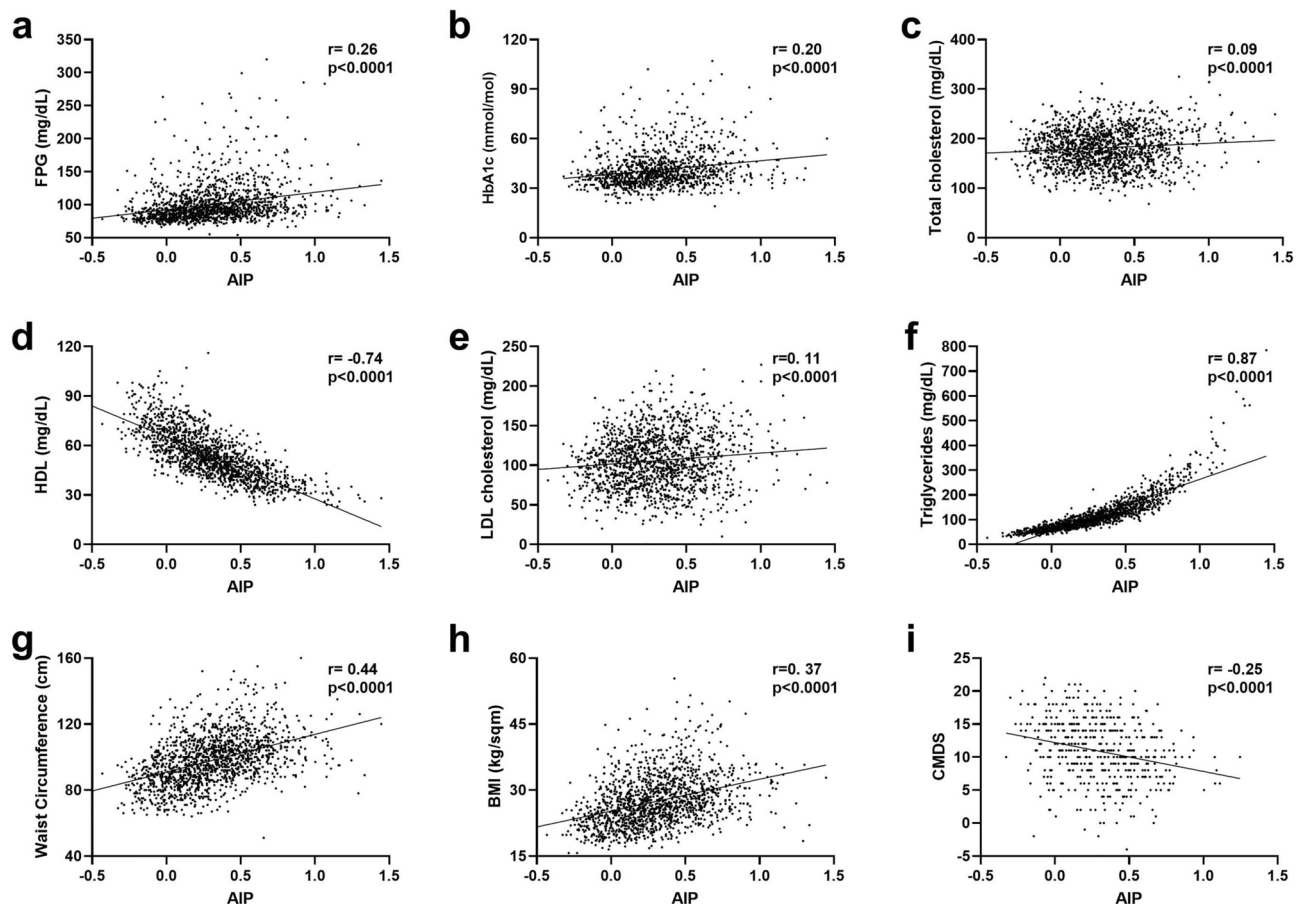 a
350
300
250
200
150
100
50
FPG (mg/dL)
r= 0.26
p<0.0001
-0.5 0.0 0.5 1.0 1.5
AIP
b
120
90
60
30
0
HbA1c (mmol/mol)
r= 0.20
p<0.0001
-0.5 0.0 0.5 1.0 1.5
AIP
c
400
300
200
100
0
Total cholesterol (mg/dL)
r= 0.09
p<0.0001
-0.5 0.0 0.5 1.0 1.5
AIP
d
120
90
60
30
0
HDL (mg/dL)
r= -0.74
p<0.0001
-0.5 0.0 0.5 1.0 1.5
AIP
e
250
200
150
100
50
0
LDL cholesterol (mg/dL)
r=0. 11
p<0.0001
-0.5 0.0 0.5 1.0 1.5
AIP
f
800
700
600
500
400
300
200
100
0
Triglycerides (mg/dL)
r= 0.87
p<0.0001
-0.5 0.0 0.5 1.0 1.5
AIP
g
160
120
80
40
Waist Circumference (cm)
r= 0.44
p<0.0001
-0.5 0.0 0.5 1.0 1.5
AIP
h
60
45
30
15
BMI (kg/sqm)
r=0. 37
p<0.0001
-0.5 0.0 0.5 1.0 1.5
AIP
i
25
20
15
10
5
0
-5
CMDS
r= -0.25
p<0.0001
-0.5 0.0 0.5 1.0 1.5
AIP